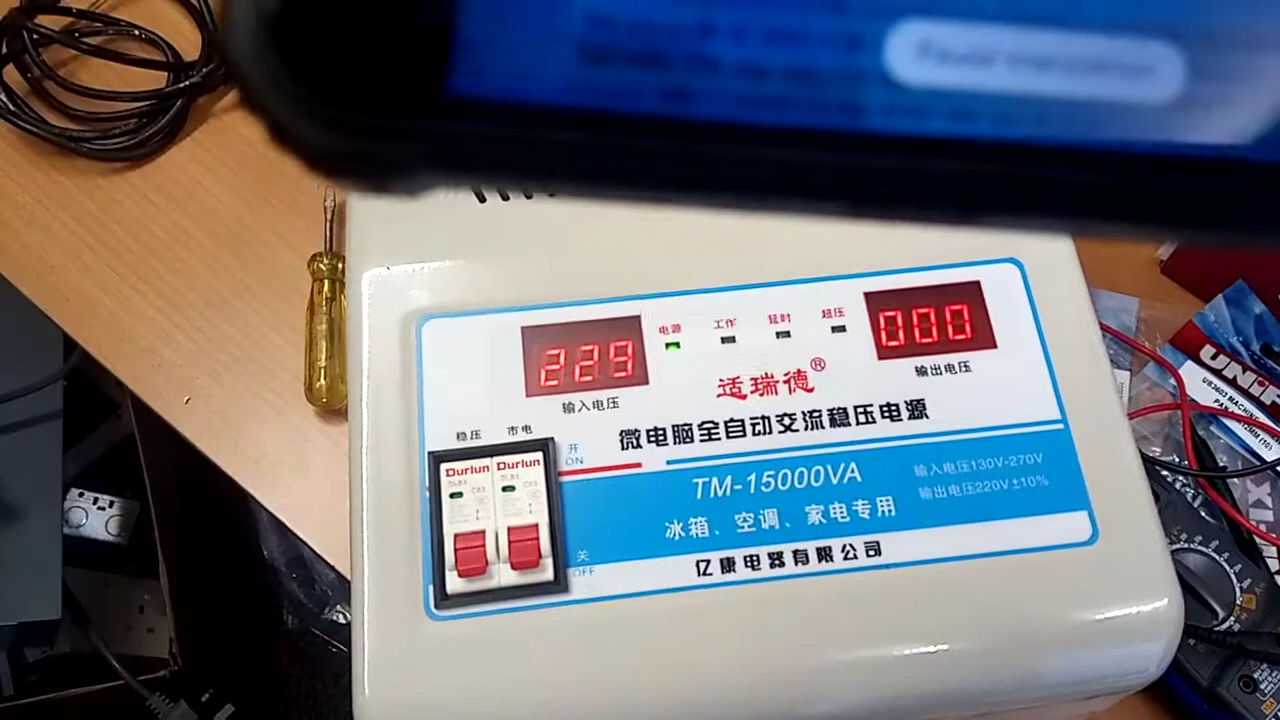 电源 工作 延时 超压
229
000
输入电压
输出电压
适瑞德®
微电脑全自动交流稳压电源
稳压 市电
开
ON
Durlun Durlun
DLB3
C63
TM-15000VA
输入电压130V-270V
输出电压220V±10%
冰箱、空调、家电专用
关
OFF
亿康电器有限公司